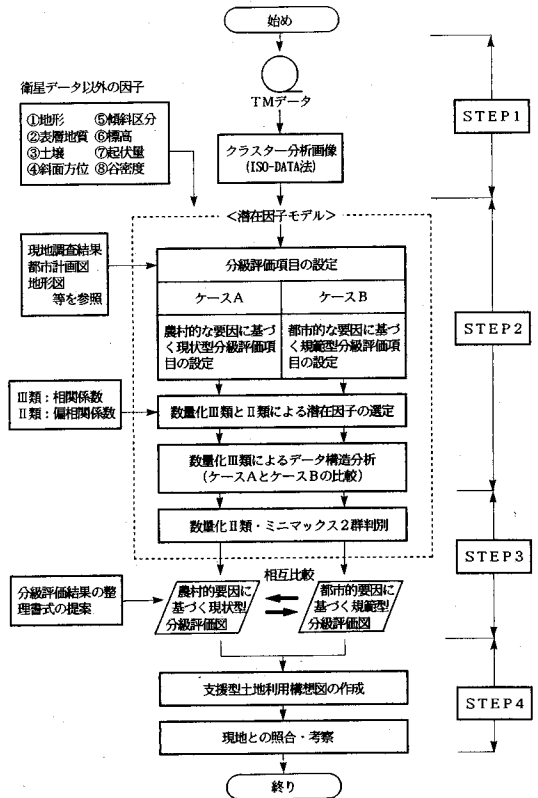 始め
衛星データ以外の因子
①地形 ⑤傾斜区分
②表層地質 ⑥標高
③土壌 ⑦起伏量
④斜面方位 ⑧谷密度
TMデータ
STEP1
クラスター分析画像
(ISO-DATA法)
<潜在因子モデル>
現地調査結果
都市計画図
地形図
等を参照
分級評価項目の設定
ケースA
ケースB
農村的な要因に基づ
く現状型分級評価項
目の設定
都市的な要因に基づ
く規範型分級評価項
目の設定
STEP2
Ⅲ類：相関係数
Ⅱ類：偏相関係数
数量化Ⅲ類とⅡ類による潜在因子の選定
数量化Ⅲ類によるデータ構造分析
(ケースAとケースBの比較)
数量化Ⅱ類・ミニマックス2群判別
STEP3
相互比較
分級評価結果の整
理書式の提案
農村的要因に
基づく現状型
分級評価図
都市的要因に
基づく規範型
分級評価図
支援型土地利用構想図の作成
STEP4
現地との照合・考察
終り